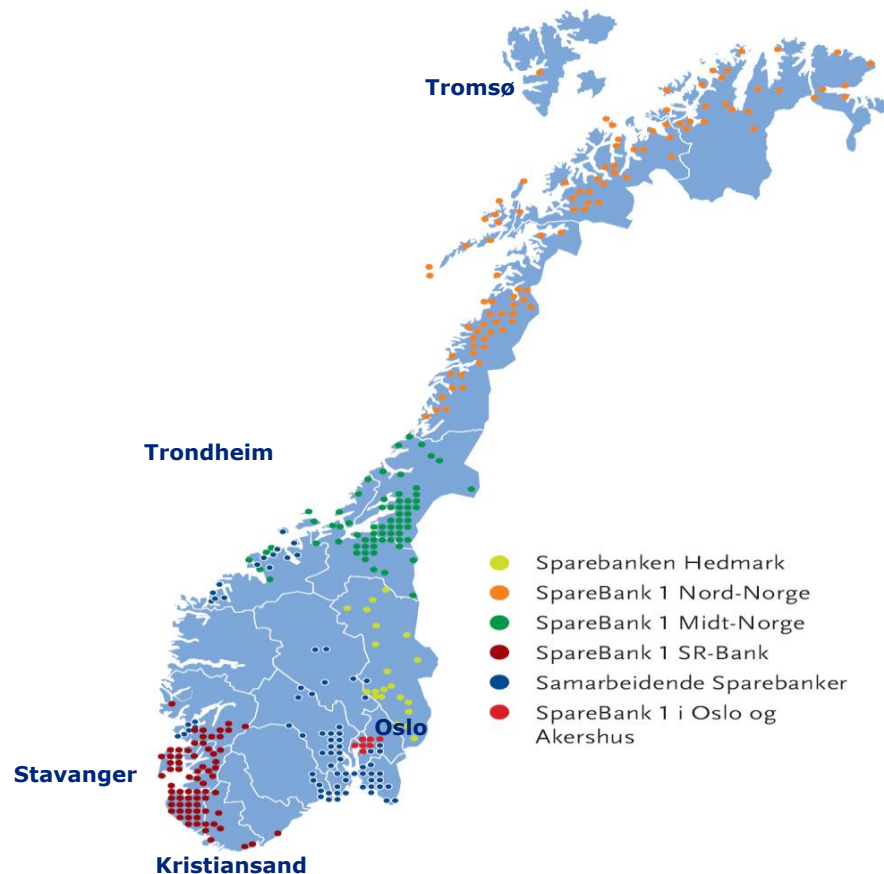 Tromsø
Trondheim
Sparebanken Hedmark
SpareBank 1 Nord-Norge
SpareBank 1 Midt-Norge
SpareBank 1 SR-Bank
Samarbeidende Sparebanker
SpareBank 1 i Oslo og
Akershus
Oslo
Stavanger
Kristiansand